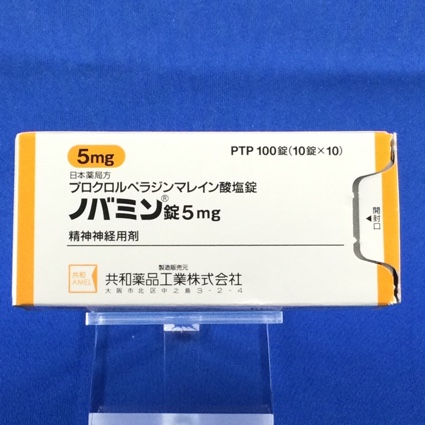 5mg
PTP 100錠(10錠×10)
日本薬局方
プロクロルペラジンマレイン酸塩錠
ノバミン®錠5mg
精神神経用剤
開封口
製造販売元
共和
AMEL
共和薬品工業株式会社
大阪市北区中之島3-2-4